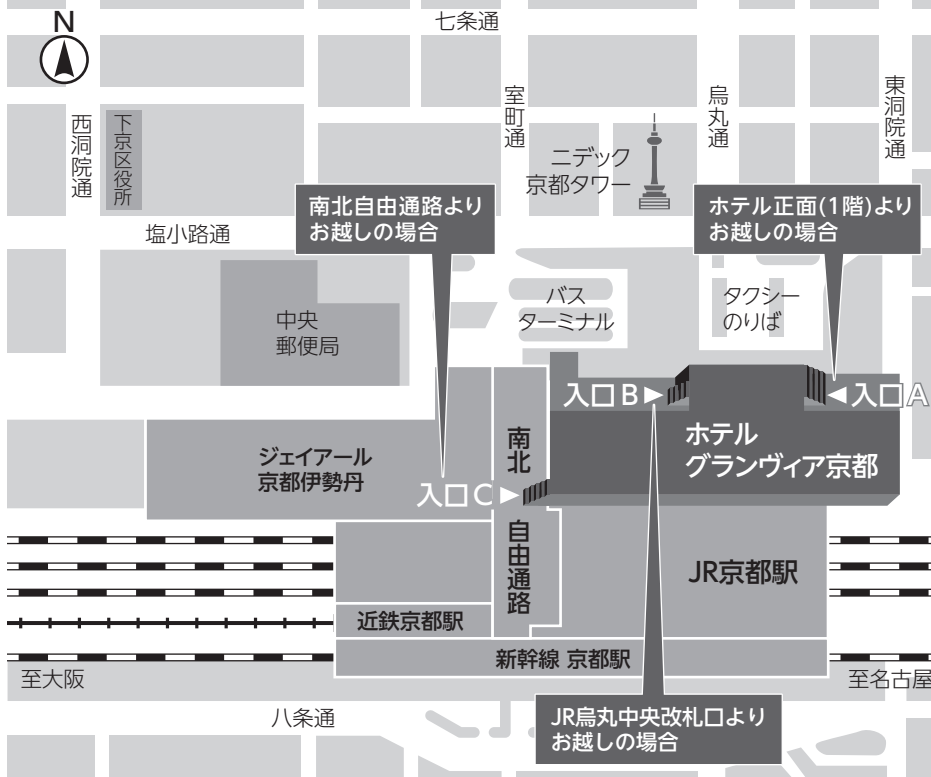 N
七条通
西洞院通
下京区役所
室町通
烏丸通
東洞院通
ニデック
京都タワー
南北自由通路より
お越しの場合
ホテル正面(1階)より
お越しの場合
塩小路通
中央
郵便局
バス
ターミナル
タクシー
のりば
入口B
入口A
ホテル
グランヴィア京都
ジェイアール
京都伊勢丹
入口C
南北自由通路
JR京都駅
近鉄京都駅
新幹線 京都駅
至大阪
至名古屋
八条通
JR烏丸中央改札口より
お越しの場合